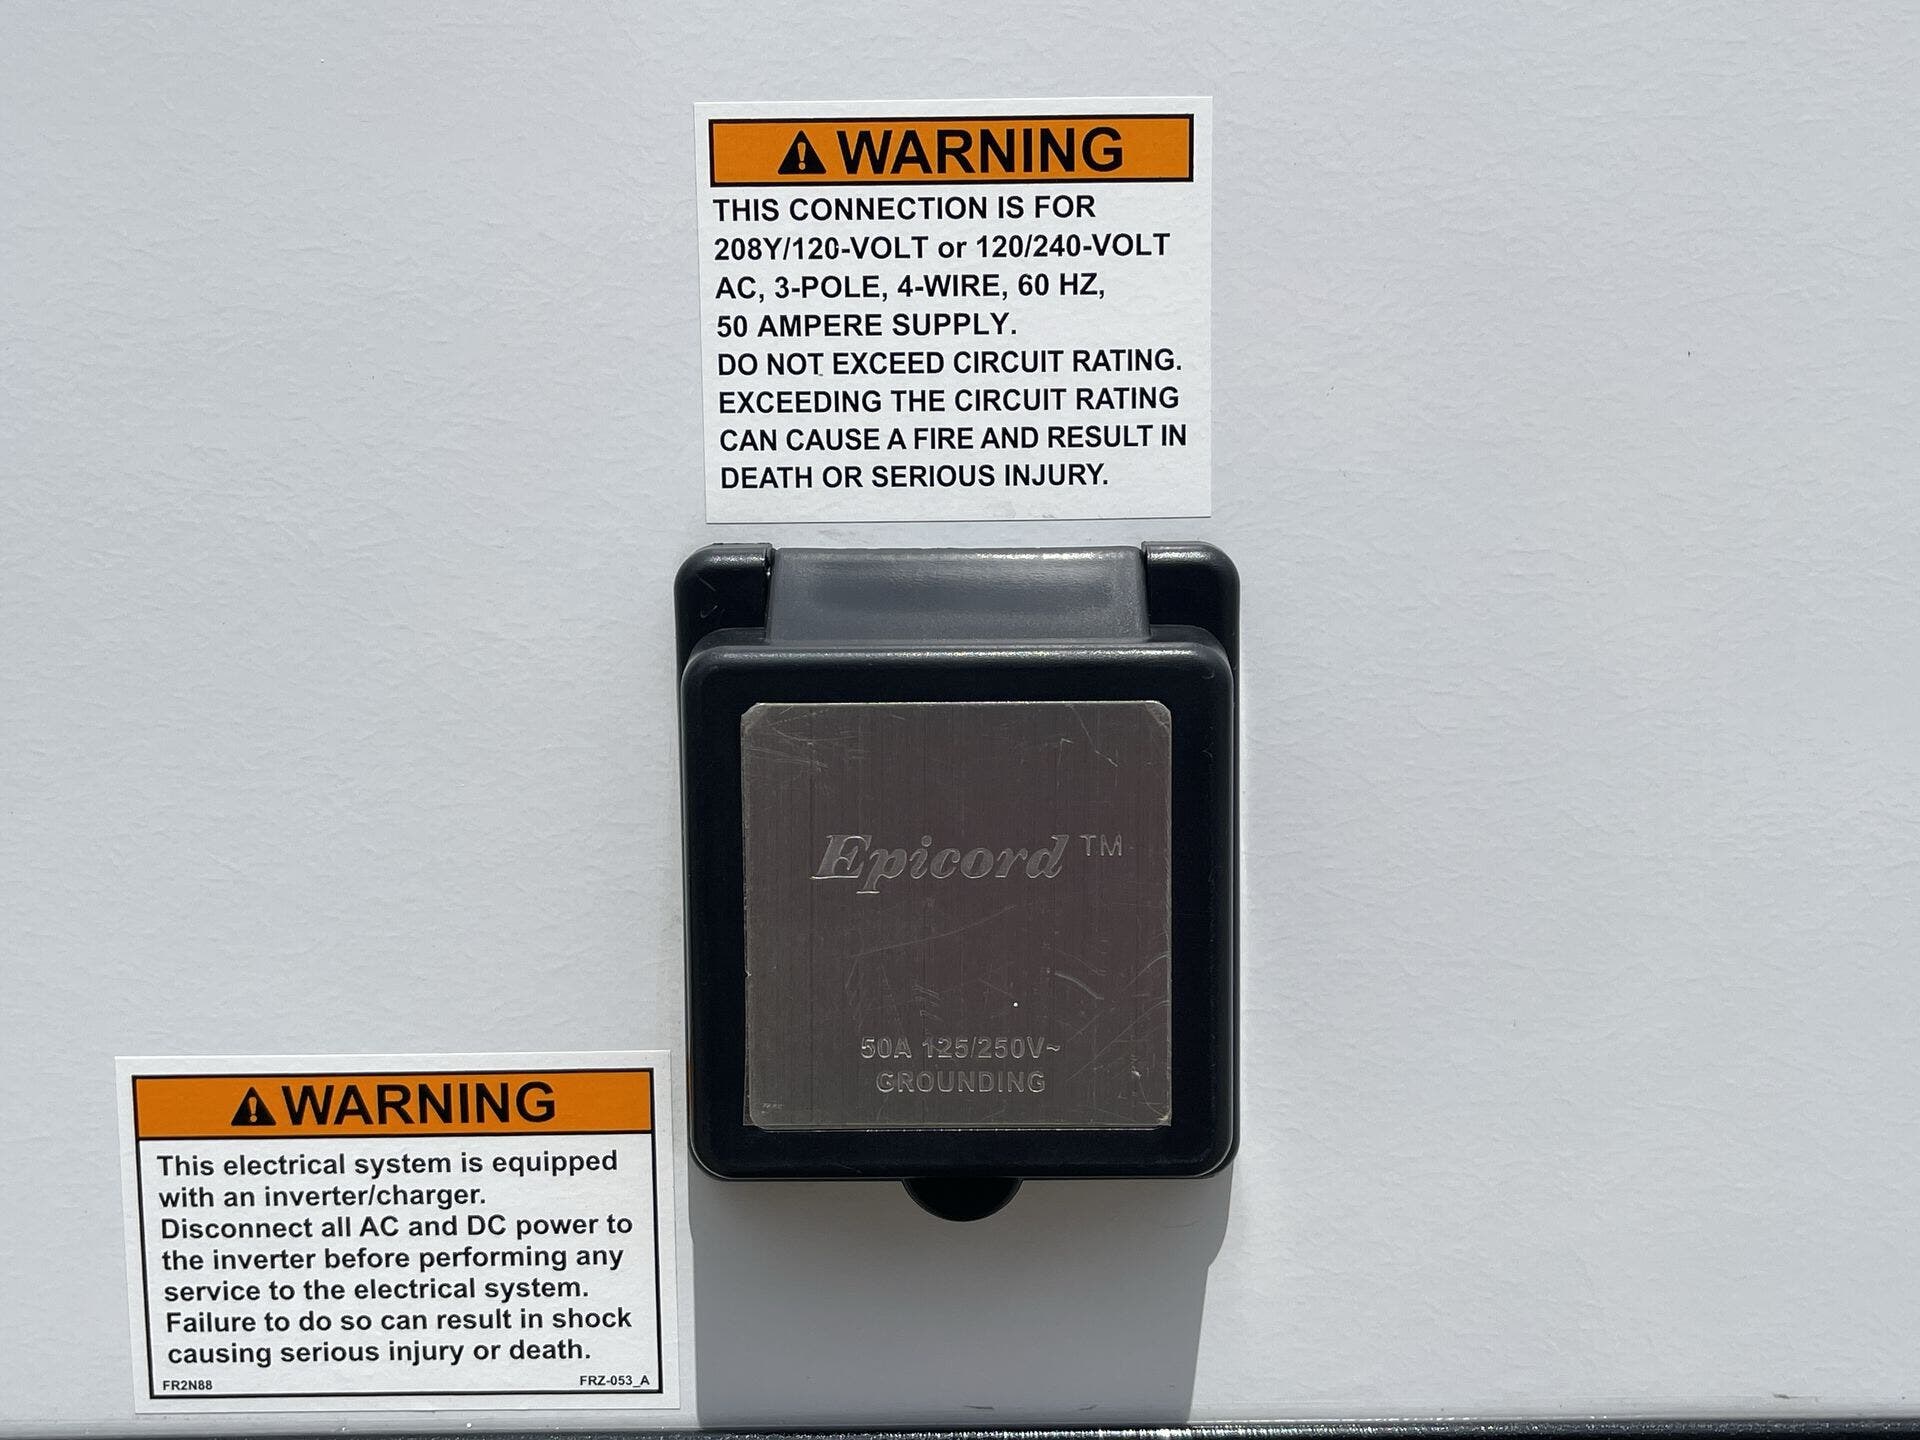 WARNING
THIS CONNECTION IS FOR
208Y/120-VOLT or 120/240-VOLT
AC, 3-POLE, 4-WIRE, 60 HZ,
50 AMPERE SUPPLY.
DO NOT EXCEED CIRCUIT RATING.
EXCEEDING THE CIRCUIT RATING
CAN CAUSE A FIRE AND RESULT IN
DEATH OR SERIOUS INJURY.
Epicord™
50A 125/250V~
GROUNDING
WARNING
This electrical system is equipped
with an inverter/charger.
Disconnect all AC and DC power to
the inverter before performing any
service to the electrical system.
Failure to do so can result in shock
causing serious injury or death.
FR2N88 FRZ-053_A